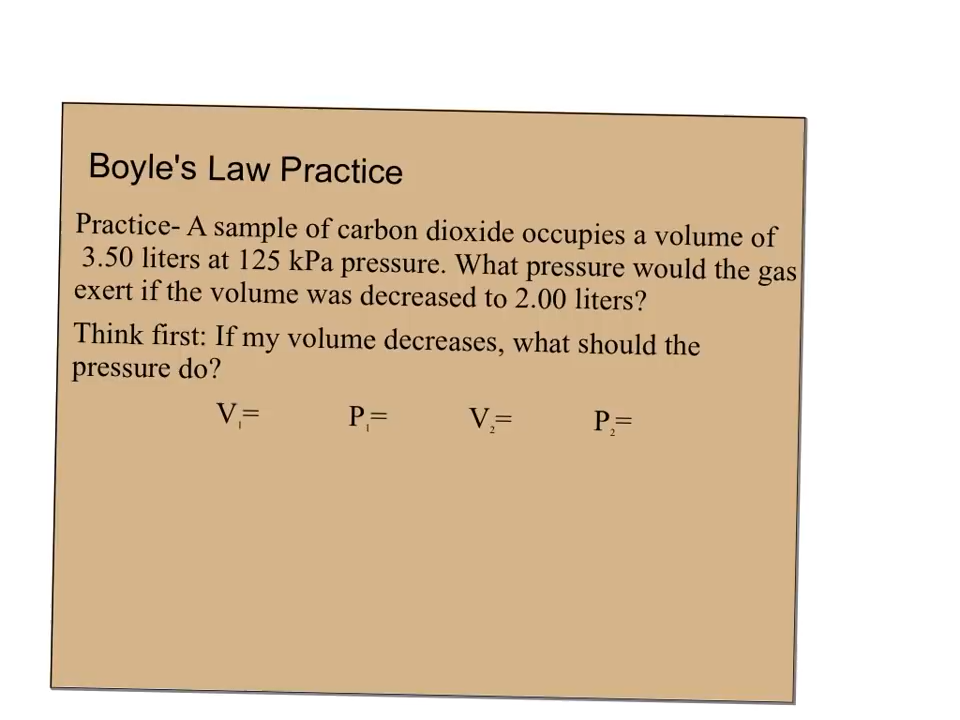 Boyle's Law Practice
Practice- A sample of carbon dioxide occupies a volume of
3.50 liters at 125 kPa pressure. What pressure would the gas
exert if the volume was decreased to 2.00 liters?
Think first: If my volume decreases, what should the
pressure do?
V₁= P₁= V₂= P₂=